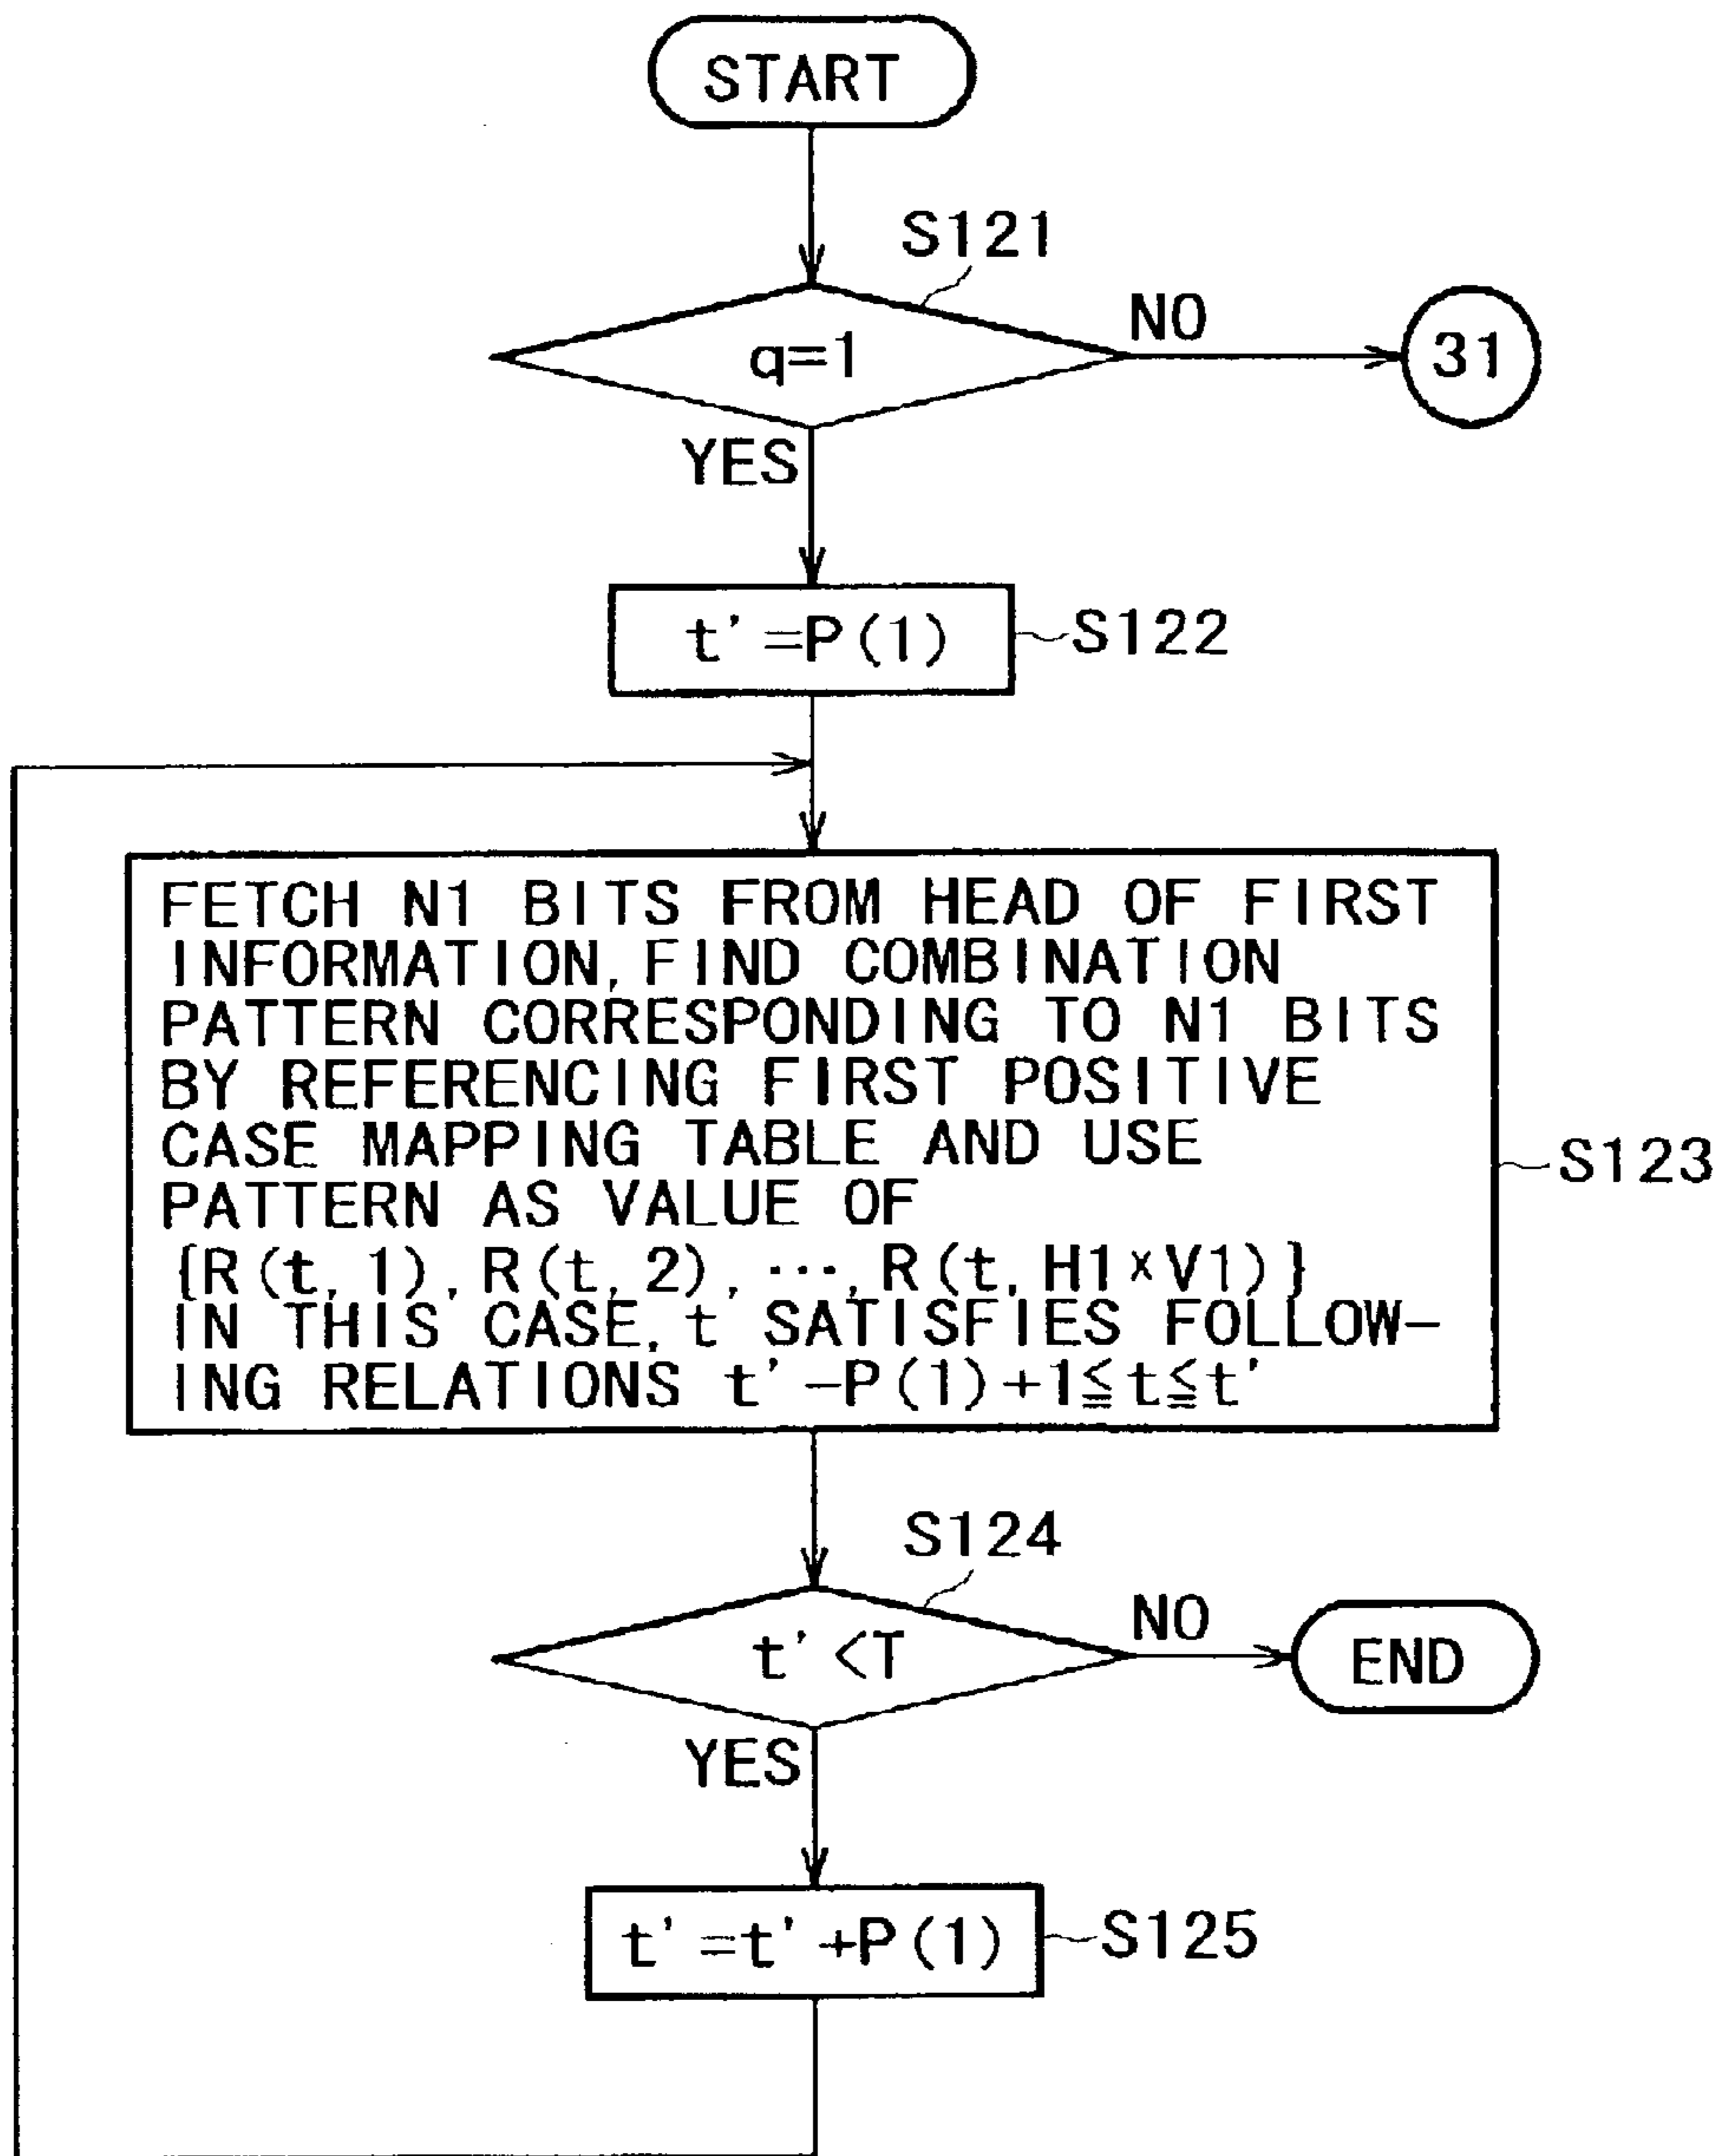 START
S121
q=1
NO
31
YES
t'=P(1)
S122
FETCH N1 BITS FROM HEAD OF FIRST
INFORMATION, FIND COMBINATION
PATTERN CORRESPONDING TO N1 BITS
BY REFERENCING FIRST POSITIVE
CASE MAPPING TABLE AND USE
PATTERN AS VALUE OF
{R(t, 1), R(t, 2), ..., R(t, H1×V1)}
IN THIS CASE, t SATISFIES FOLLOW-
ING RELATIONS t'-P(1)+1≦t≦t'
S123
S124
t'<T
NO
END
YES
t'=t'+P(1)
S125